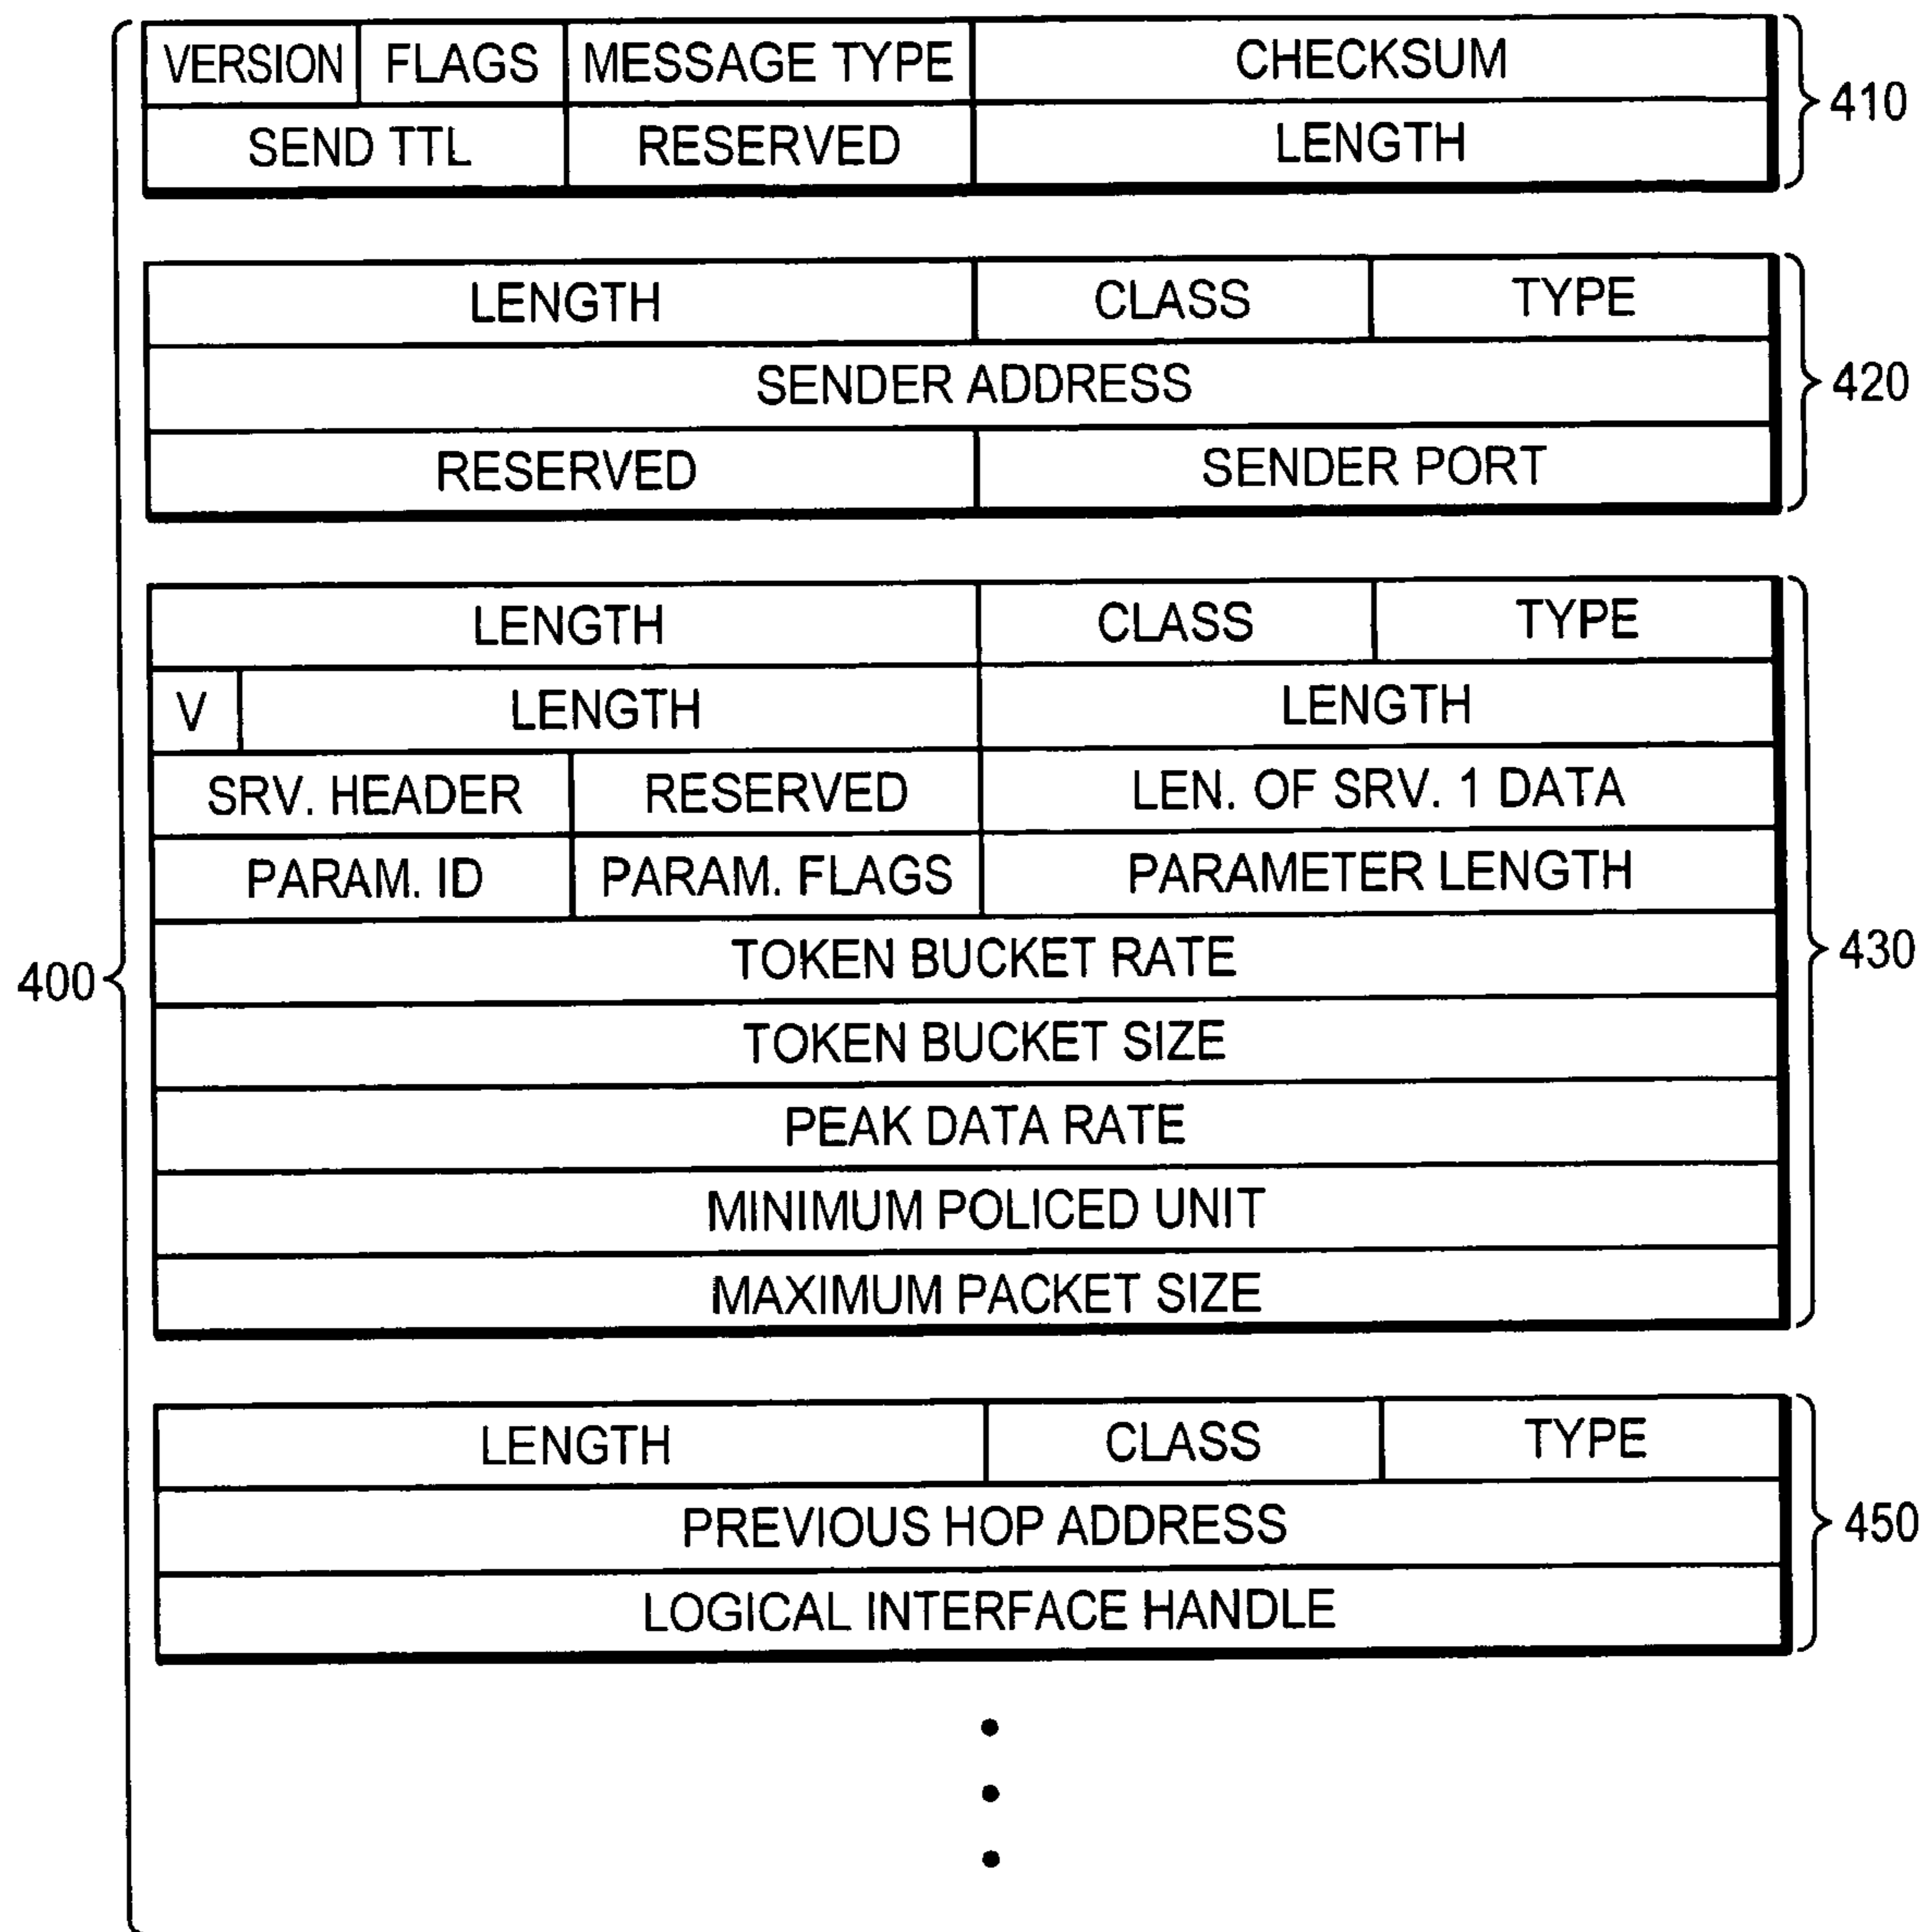 VERSION FLAGS MESSAGE TYPE CHECKSUM
410
SEND TTL RESERVED LENGTH
LENGTH CLASS TYPE
SENDER ADDRESS
420
RESERVED SENDER PORT
LENGTH CLASS TYPE
V LENGTH LENGTH
SRV. HEADER RESERVED LEN. OF SRV. 1 DATA
PARAM. ID PARAM. FLAGS PARAMETER LENGTH
TOKEN BUCKET RATE
430
400
TOKEN BUCKET SIZE
PEAK DATA RATE
MINIMUM POLICED UNIT
MAXIMUM PACKET SIZE
LENGTH CLASS TYPE
PREVIOUS HOP ADDRESS
450
LOGICAL INTERFACE HANDLE